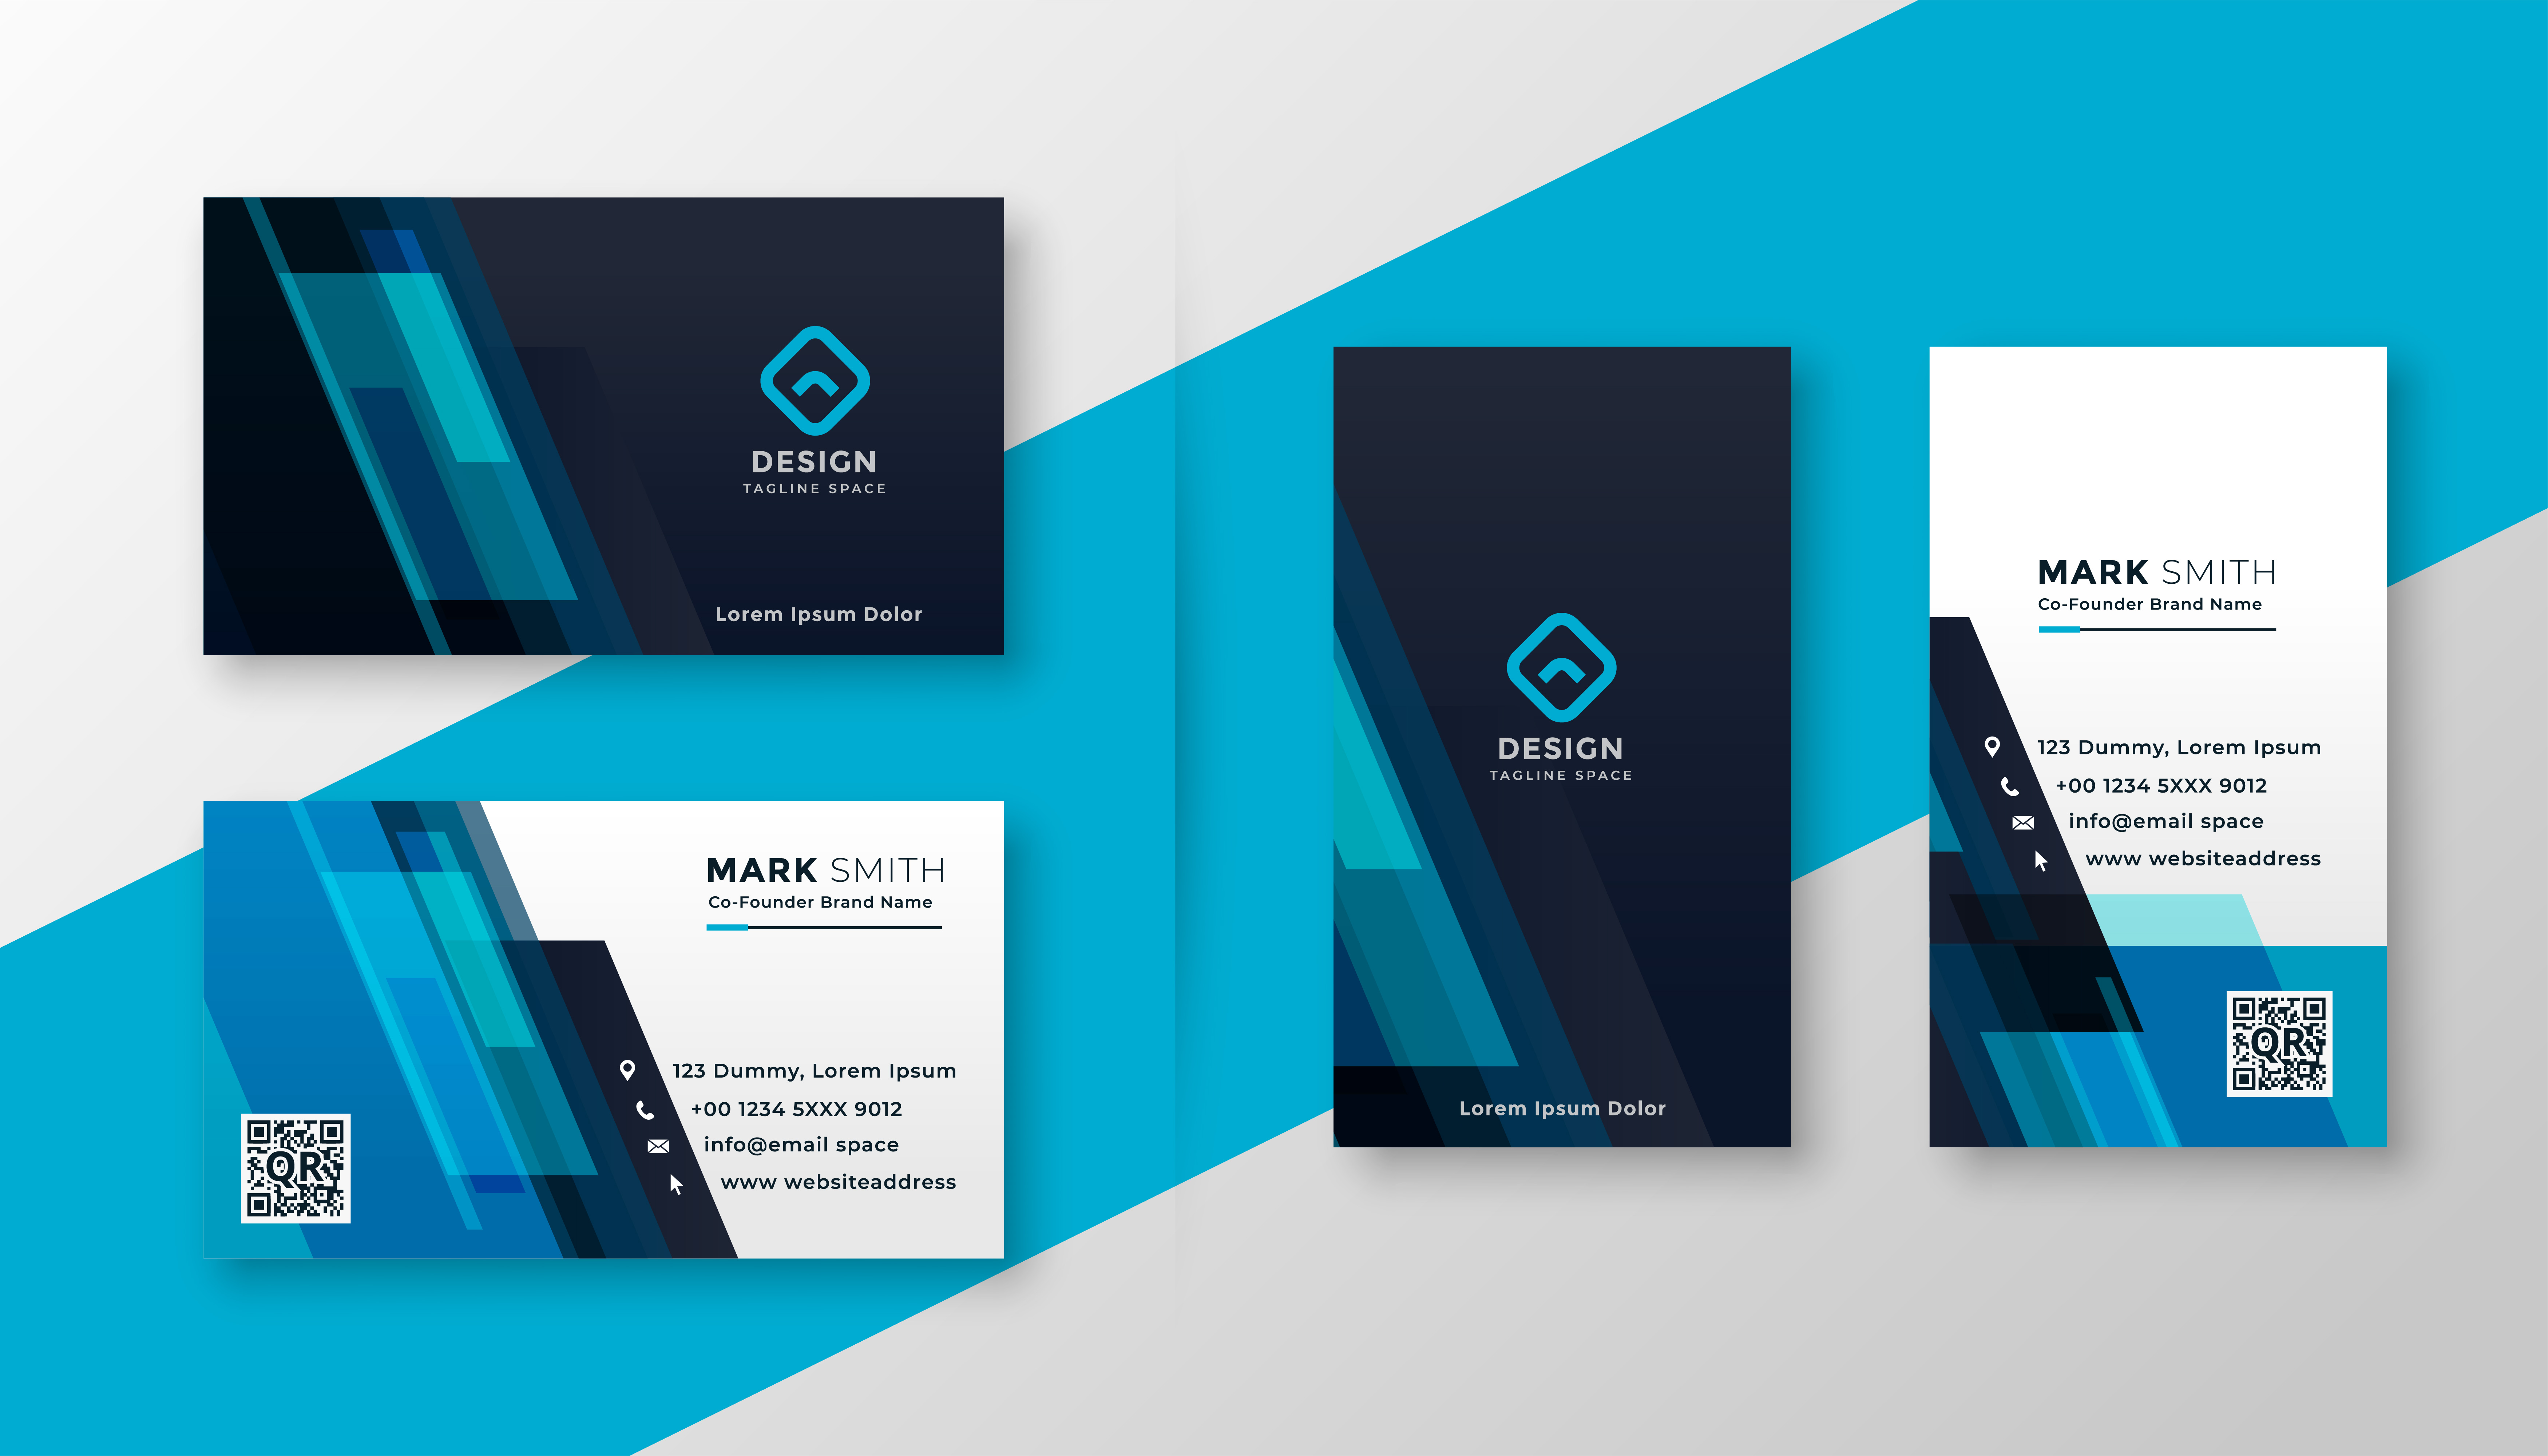 DESIGN
TAGLINE SPACE
Lorem Ipsum Dolor
MARK SMITH
Co-Founder Brand Name
123 Dummy, Lorem Ipsum
+00 1234 5XXX 9012
info@email space
www websiteaddress
QR
DESIGN
TAGLINE SPACE
Lorem Ipsum Dolor
MARK SMITH
Co-Founder Brand Name
123 Dummy, Lorem Ipsum
+00 1234 5XXX 9012
info@email space
www websiteaddress
QR